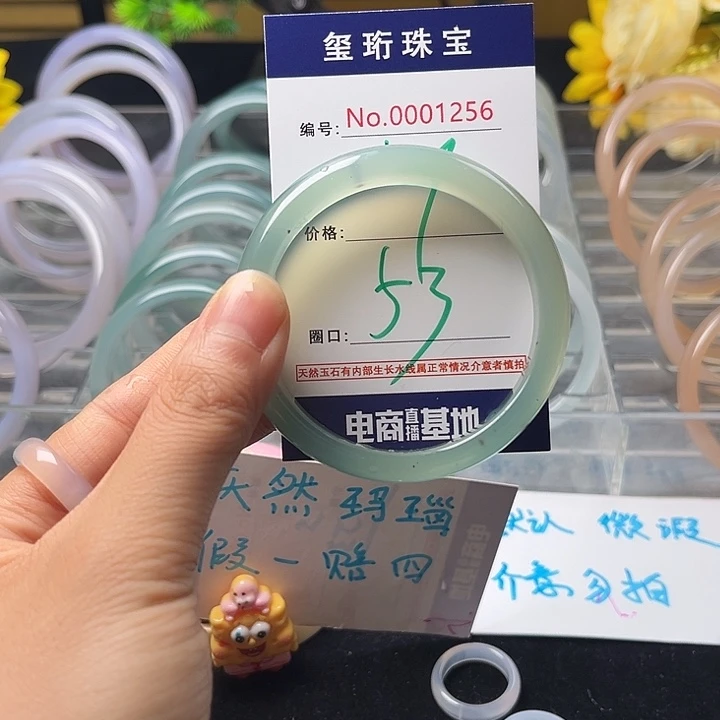 玺珩珠宝
编号: No.0001256
价格:
53
圈口:
天然玉石有内部生长水线属正常情况介意者慎拍
电商直播基地
天然玛瑙
假一赔四
默认 微瑕
介意勿拍